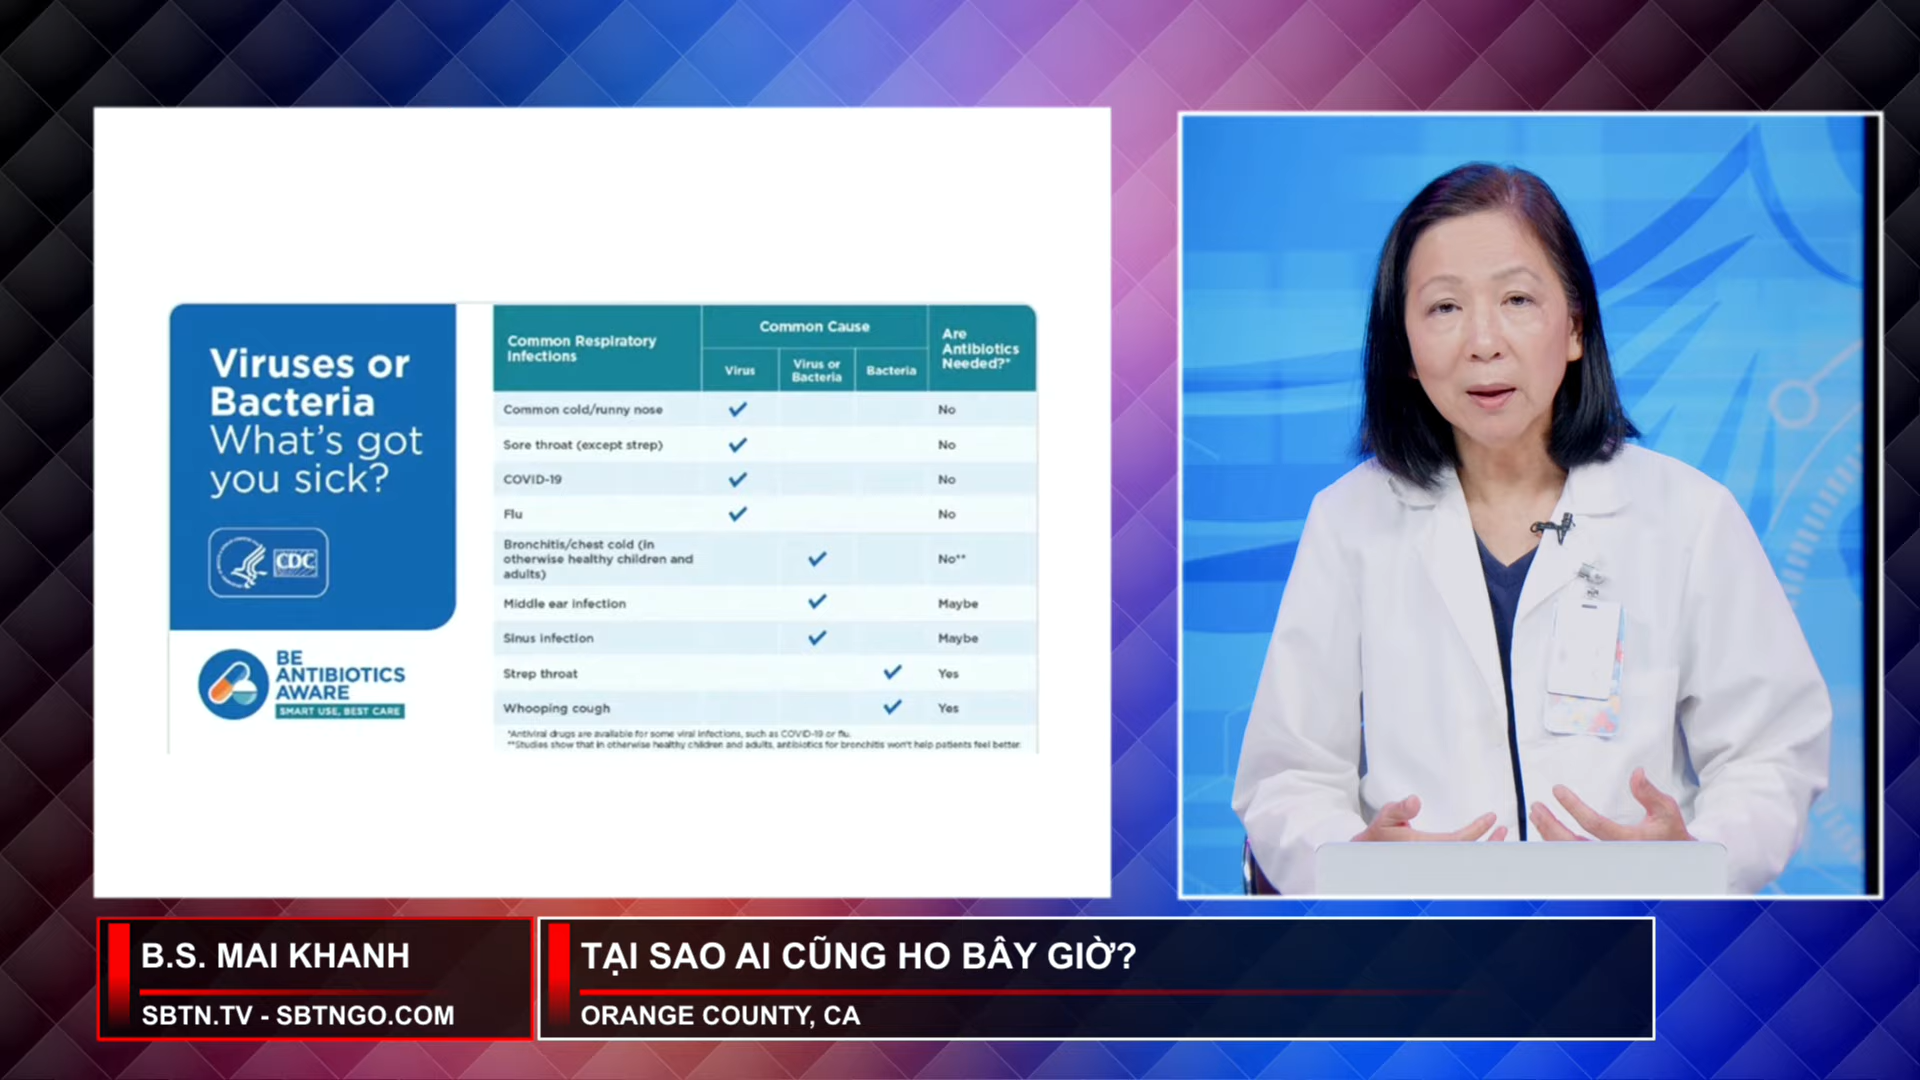 Viruses or
Bacteria
What's got
you sick?
CDC
BE
ANTIBIOTICS
AWARE
SMART USE, BEST CARE
Common Respiratory
Infections
Common Cause
Virus
Virus or
Bacteria
Bacteria
Are
Antibiotics
Needed?*
Common cold/runny nose
No
Sore throat (except strep)
No
COVID-19
No
Flu
No
Bronchitis/chest cold (in
otherwise healthy children and
adults)
No**
Middle ear infection
Maybe
Sinus infection
Maybe
Strep throat
Yes
Whooping cough
Yes
*Antiviral drugs are available for some viral infections, such as COVID-19 or flu.
**Studies show that in otherwise healthy children and adults, antibiotics for bronchitis won't help patients feel better.
B.S. MAI KHANH
SBTN.TV - SBTNGO.COM
TẠI SAO AI CŨNG HO BÂY GIỜ?
ORANGE COUNTY, CA